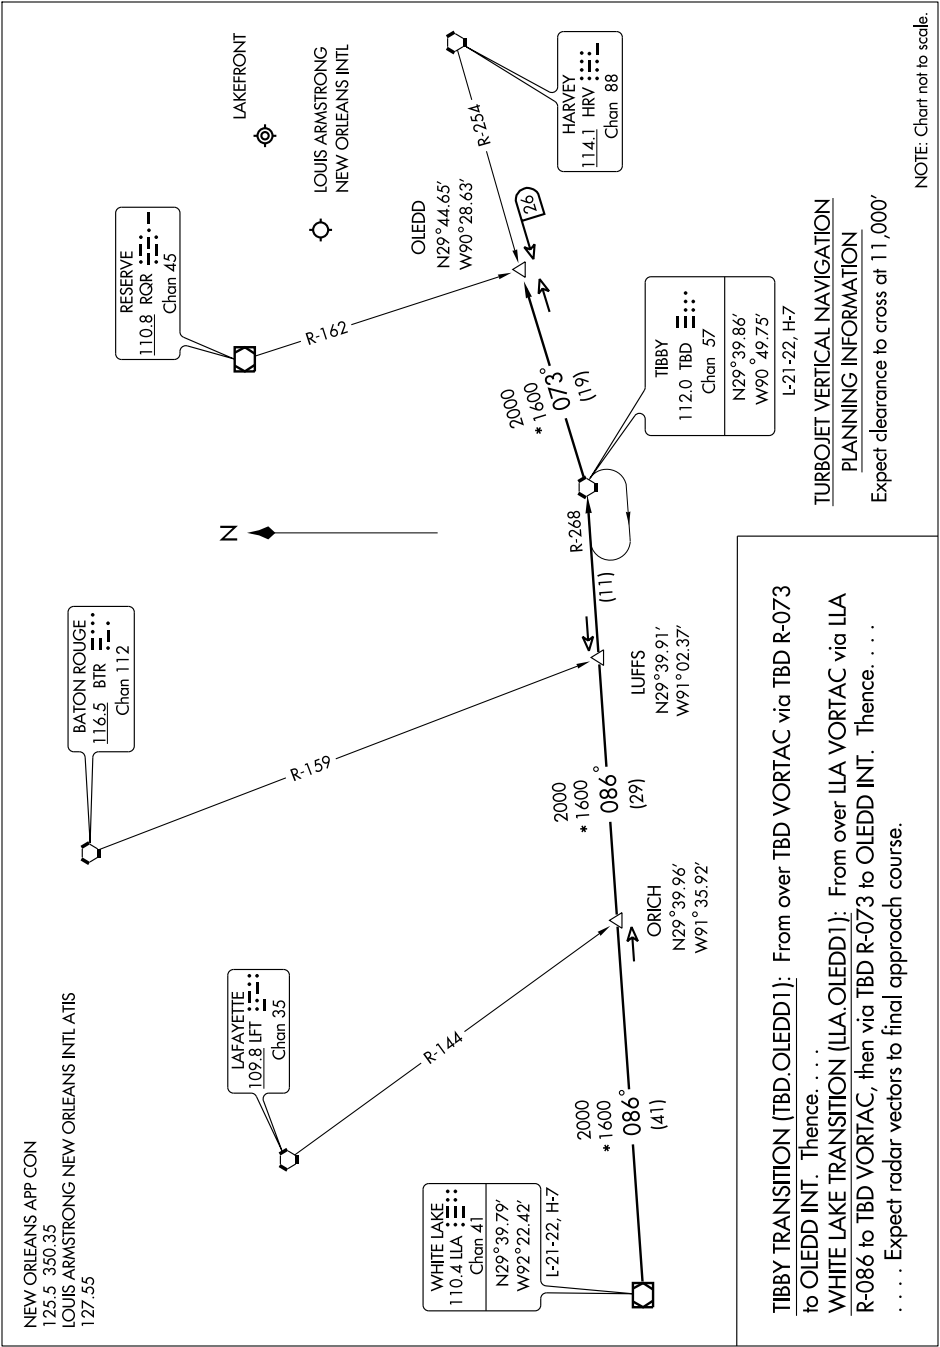 NEW ORLEANS APP CON
125.5 350.35
LOUIS ARMSTRONG NEW ORLEANS INTL ATIS
127.55
LAFAYETTE
109.8 LFT
Chan 35
BATON ROUGE
116.5 BTR
Chan 112
RESERVE
110.8 RQR
Chan 45
LAKEFRONT
LOUIS ARMSTRONG
NEW ORLEANS INTL
HARVEY
114.1 HRV
Chan 88
N
R-144
R-159
R-162
R-254
OLEDD
N29°44.65′
W90°28.63′
26
WHITE LAKE
110.4 LLA
Chan 41
N29°39.79′
W92°22.42′
L-21-22, H-7
2000
*1600
086°
(41)
ORICH
N29°39.96′
W91°35.92′
2000
*1600
086°
(29)
LUFFS
N29°39.91′
W91°02.37′
(11)
R-268
2000
*1600
073°
(19)
TIBBY
112.0 TBD
Chan 57
N29°39.86′
W90°49.75′
L-21-22, H-7
TURBOJET VERTICAL NAVIGATION
PLANNING INFORMATION
Expect clearance to cross at 11,000′
NOTE: Chart not to scale.
TIBBY TRANSITION (TBD.OLEDD1): From over TBD VORTAC via TBD R-073
to OLEDD INT. Thence. . . .
WHITE LAKE TRANSITION (LLA.OLEDD1): From over LLA VORTAC via LLA
R-086 to TBD VORTAC, then via TBD R-073 to OLEDD INT. Thence. . . .
. . . . Expect radar vectors to final approach course.